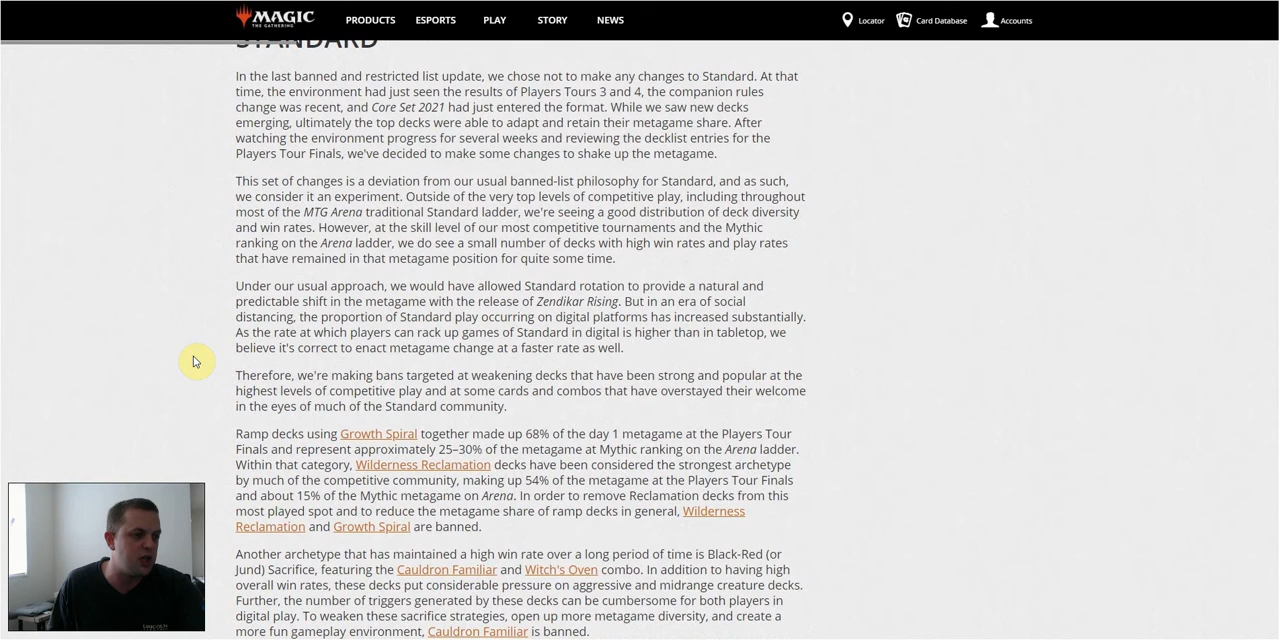 MAGIC
THE GATHERING
PRODUCTS ESPORTS PLAY STORY NEWS
Locator Card Database Accounts
STANDARD
In the last banned and restricted list update, we chose not to make any changes to Standard. At that
time, the environment had just seen the results of Players Tours 3 and 4, the companion rules
change was recent, and Core Set 2021 had just entered the format. While we saw new decks
emerging, ultimately the top decks were able to adapt and retain their metagame share. After
watching the environment progress for several weeks and reviewing the decklist entries for the
Players Tour Finals, we've decided to make some changes to shake up the metagame.
This set of changes is a deviation from our usual banned-list philosophy for Standard, and as such,
we consider it an experiment. Outside of the very top levels of competitive play, including throughout
most of the MTG Arena traditional Standard ladder, we're seeing a good distribution of deck diversity
and win rates. However, at the skill level of our most competitive tournaments and the Mythic
ranking on the Arena ladder, we do see a small number of decks with high win rates and play rates
that have remained in that metagame position for quite some time.
Under our usual approach, we would have allowed Standard rotation to provide a natural and
predictable shift in the metagame with the release of Zendikar Rising. But in an era of social
distancing, the proportion of Standard play occurring on digital platforms has increased substantially.
As the rate at which players can rack up games of Standard in digital is higher than in tabletop, we
believe it's correct to enact metagame change at a faster rate as well.
Therefore, we're making bans targeted at weakening decks that have been strong and popular at the
highest levels of competitive play and at some cards and combos that have overstayed their welcome
in the eyes of much of the Standard community.
Ramp decks using Growth Spiral together made up 68% of the day 1 metagame at the Players Tour
Finals and represent approximately 25–30% of the metagame at Mythic ranking on the Arena ladder.
Within that category, Wilderness Reclamation decks have been considered the strongest archetype
by much of the competitive community, making up 54% of the metagame at the Players Tour Finals
and about 15% of the Mythic metagame on Arena. In order to remove Reclamation decks from this
most played spot and to reduce the metagame share of ramp decks in general, Wilderness
Reclamation and Growth Spiral are banned.
Another archetype that has maintained a high win rate over a long period of time is Black-Red (or
Jund) Sacrifice, featuring the Cauldron Familiar and Witch's Oven combo. In addition to having high
overall win rates, these decks put considerable pressure on aggressive and midrange creature decks.
Further, the number of triggers generated by these decks can be cumbersome for both players in
digital play. To weaken these sacrifice strategies, open up more metagame diversity, and create a
more fun gameplay environment, Cauldron Familiar is banned.